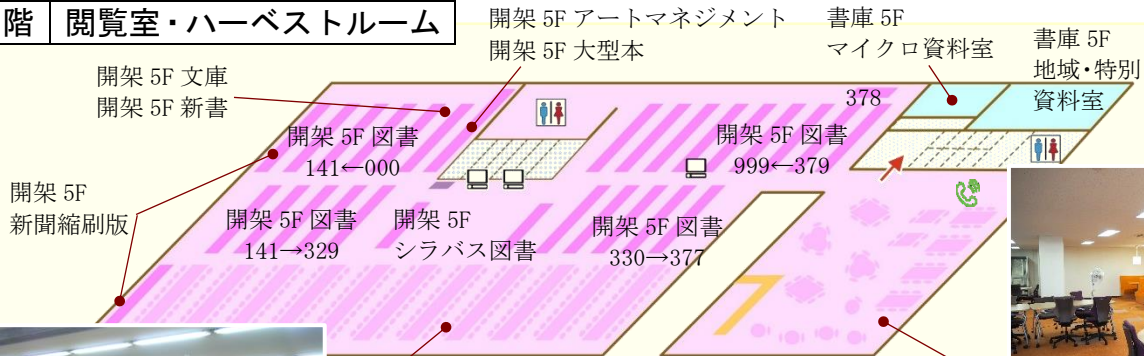 階 閲覧室・ハーベストルーム
開架 5F アートマネジメント
開架 5F 大型本
書庫 5F
マイクロ資料室
書庫 5F
地域・特別
資料室
開架 5F 文庫
開架 5F 新書
378
開架 5F 図書
141←000
開架 5F 図書
999←379
開架 5F
新聞縮刷版
開架 5F 図書
141→329
開架 5F
シラバス図書
開架 5F 図書
330→377